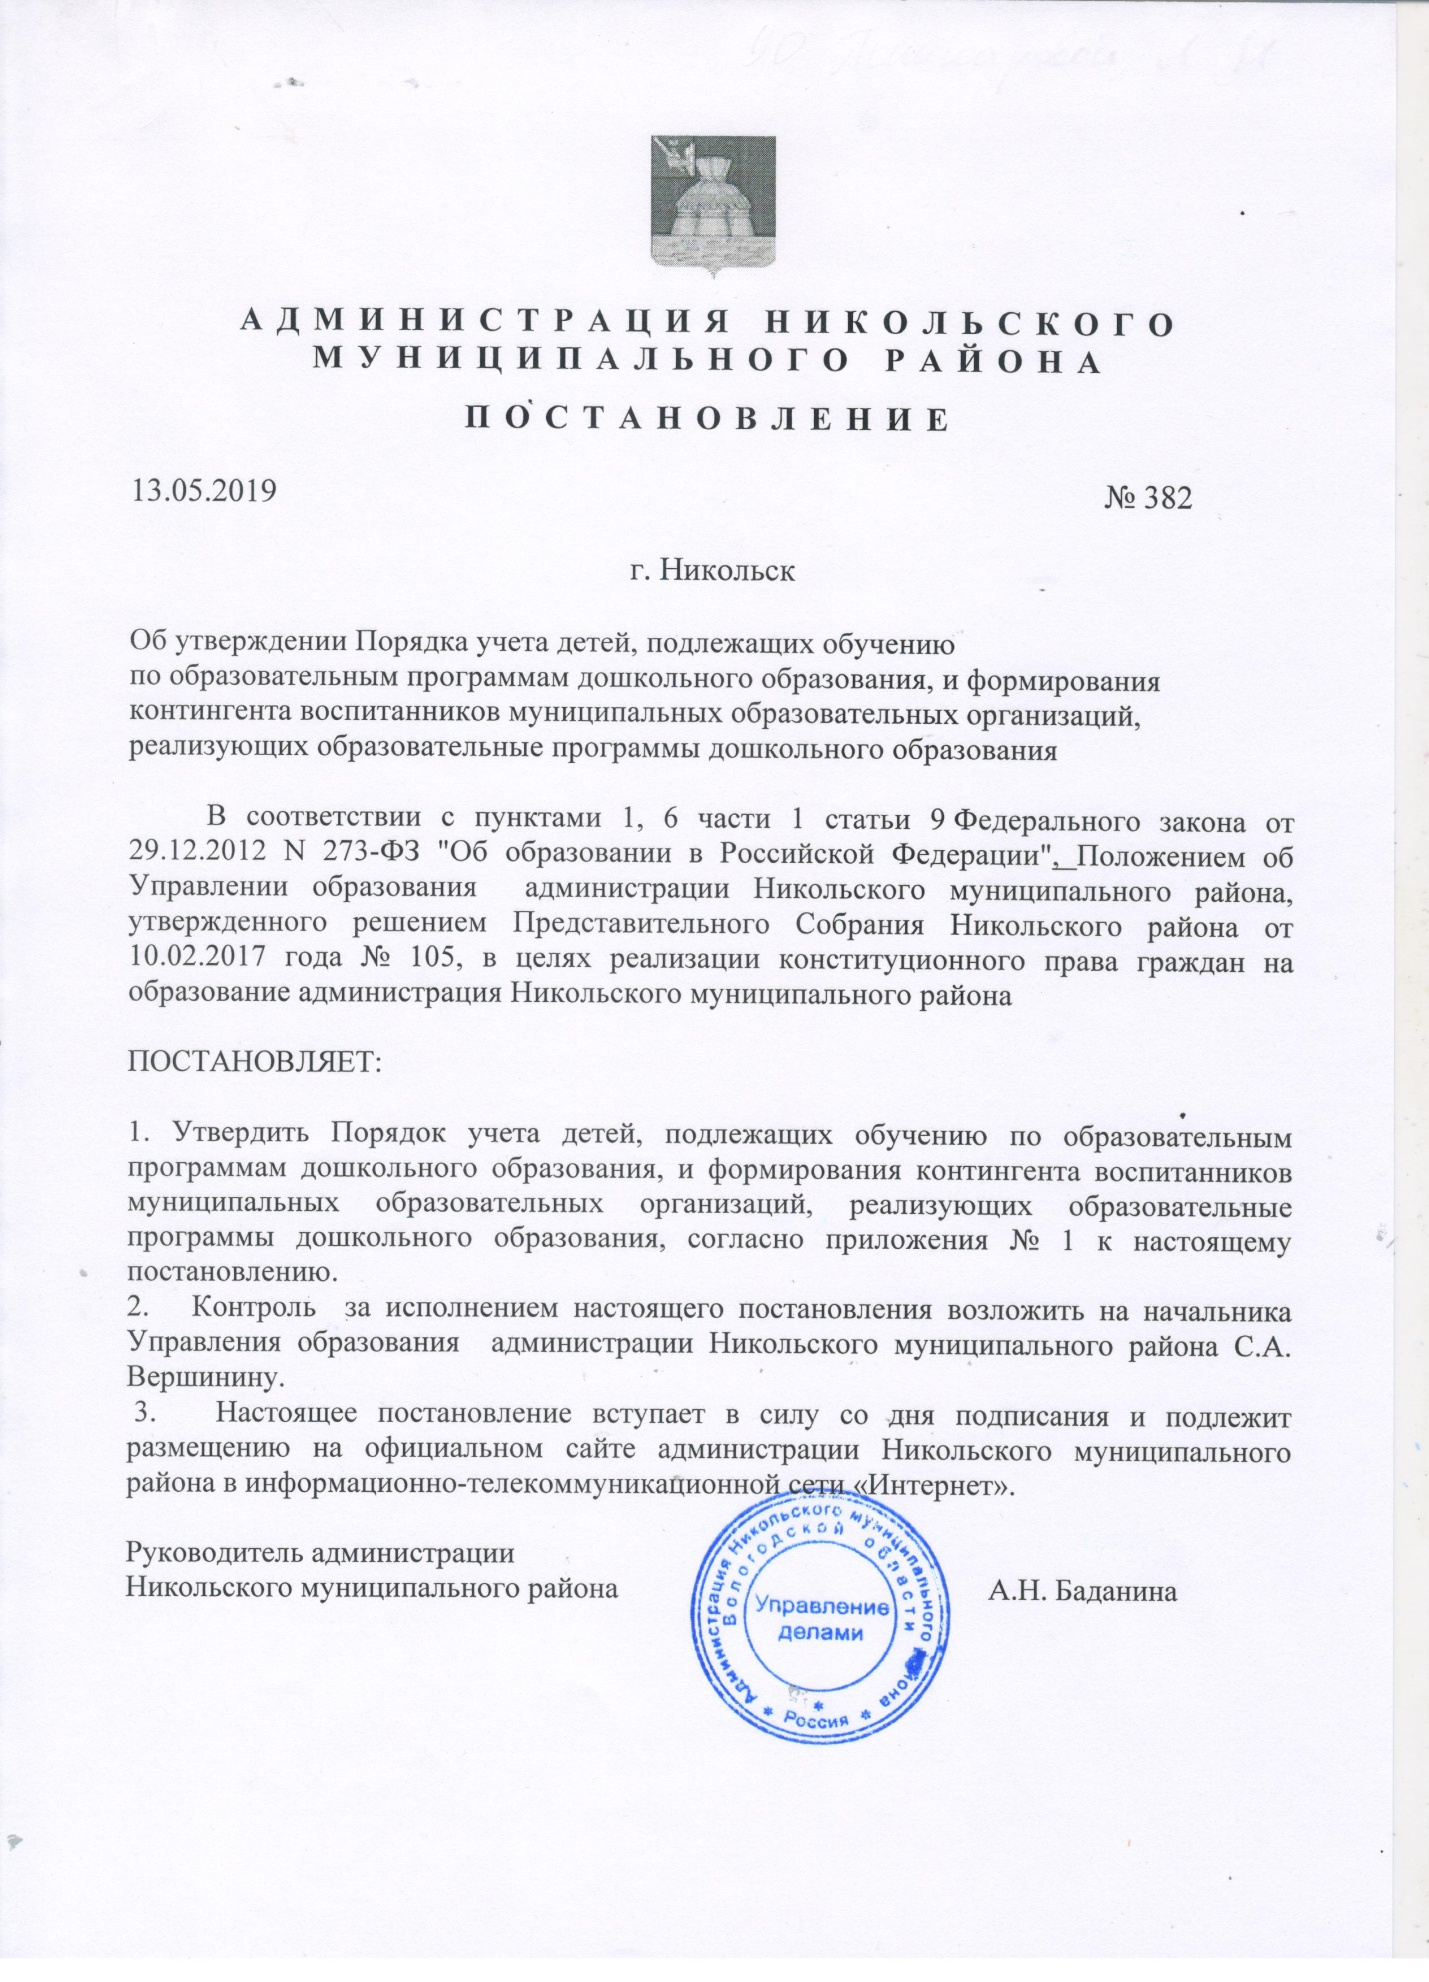 АДМИНИСТРАЦИЯ НИКОЛЬСКОГО
МУНИЦИПАЛЬНОГО РАЙОНА
ПОСТАНОВЛЕНИЕ
13.05.2019 № 382
г. Никольск
Об утверждении Порядка учета детей, подлежащих обучению
по образовательным программам дошкольного образования, и формирования
контингента воспитанников муниципальных образовательных организаций,
реализующих образовательные программы дошкольного образования
В соответствии с пунктами 1, 6 части 1 статьи 9 Федерального закона от
29.12.2012 N 273-ФЗ "Об образовании в Российской Федерации", Положением об
Управлении образования администрации Никольского муниципального района,
утвержденного решением Представительного Собрания Никольского района от
10.02.2017 года № 105, в целях реализации конституционного права граждан на
образование администрация Никольского муниципального района
ПОСТАНОВЛЯЕТ:
1. Утвердить Порядок учета детей, подлежащих обучению по образовательным
программам дошкольного образования, и формирования контингента воспитанников
муниципальных образовательных организаций, реализующих образовательные
программы дошкольного образования, согласно приложения № 1 к настоящему
постановлению.
2. Контроль за исполнением настоящего постановления возложить на начальника
Управления образования администрации Никольского муниципального района С.А.
Вершинину.
3. Настоящее постановление вступает в силу со дня подписания и подлежит
размещению на официальном сайте администрации Никольского муниципального
района в информационно-телекоммуникационной сети «Интернет».
Руководитель администрации
Никольского муниципального района А.Н. Баданина
Администрация Никольского муниципального района
Вологодской области
Управление
делами
* Россия *